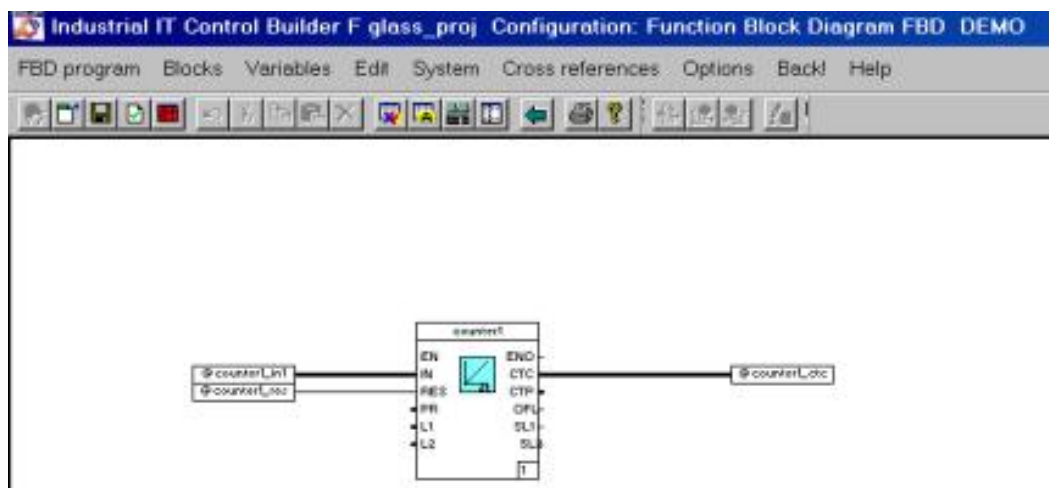 Industrial IT Control Builder F glass_proj Configuration: Function Block Diagram FBD DEMO
FBD program Blocks Variables Edit System Cross references Options Back! Help
counter1
EN ENO
@counter1_in1 IN CTC @counter1_ctc
@counter1_res RES CTP
PR OFL
L1 SL1
L2
1